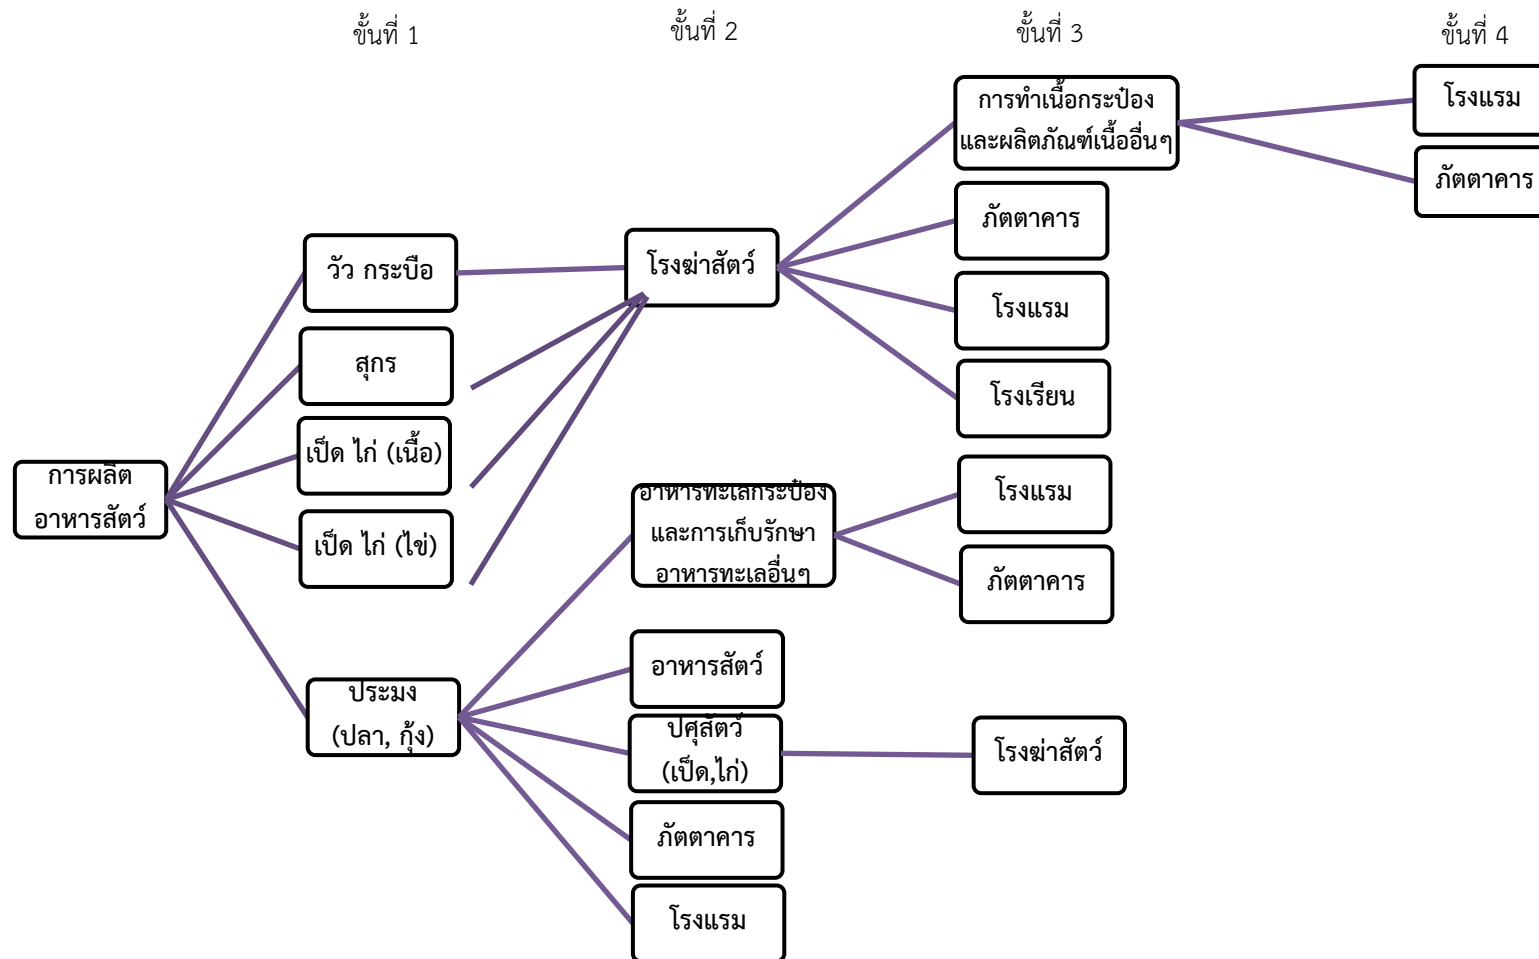 ขั้นที่ 1
ขั้นที่ 2
ขั้นที่ 3
ขั้นที่ 4
การผลิต
อาหารสัตว์
วัว กระบือ
สุกร
เป็ด ไก่ (เนื้อ)
เป็ด ไก่ (ไข่)
ประมง
(ปลา, กุ้ง)
โรงฆ่าสัตว์
อาหารทะเลกระป๋อง
และการเก็บรักษา
อาหารทะเลอื่นๆ
อาหารสัตว์
ปศุสัตว์
(เป็ด,ไก่)
ภัตตาคาร
โรงแรม
การทำเนื้อกระป๋อง
และผลิตภัณฑ์เนื้ออื่นๆ
ภัตตาคาร
โรงแรม
โรงเรียน
โรงแรม
ภัตตาคาร
โรงฆ่าสัตว์
โรงแรม
ภัตตาคาร